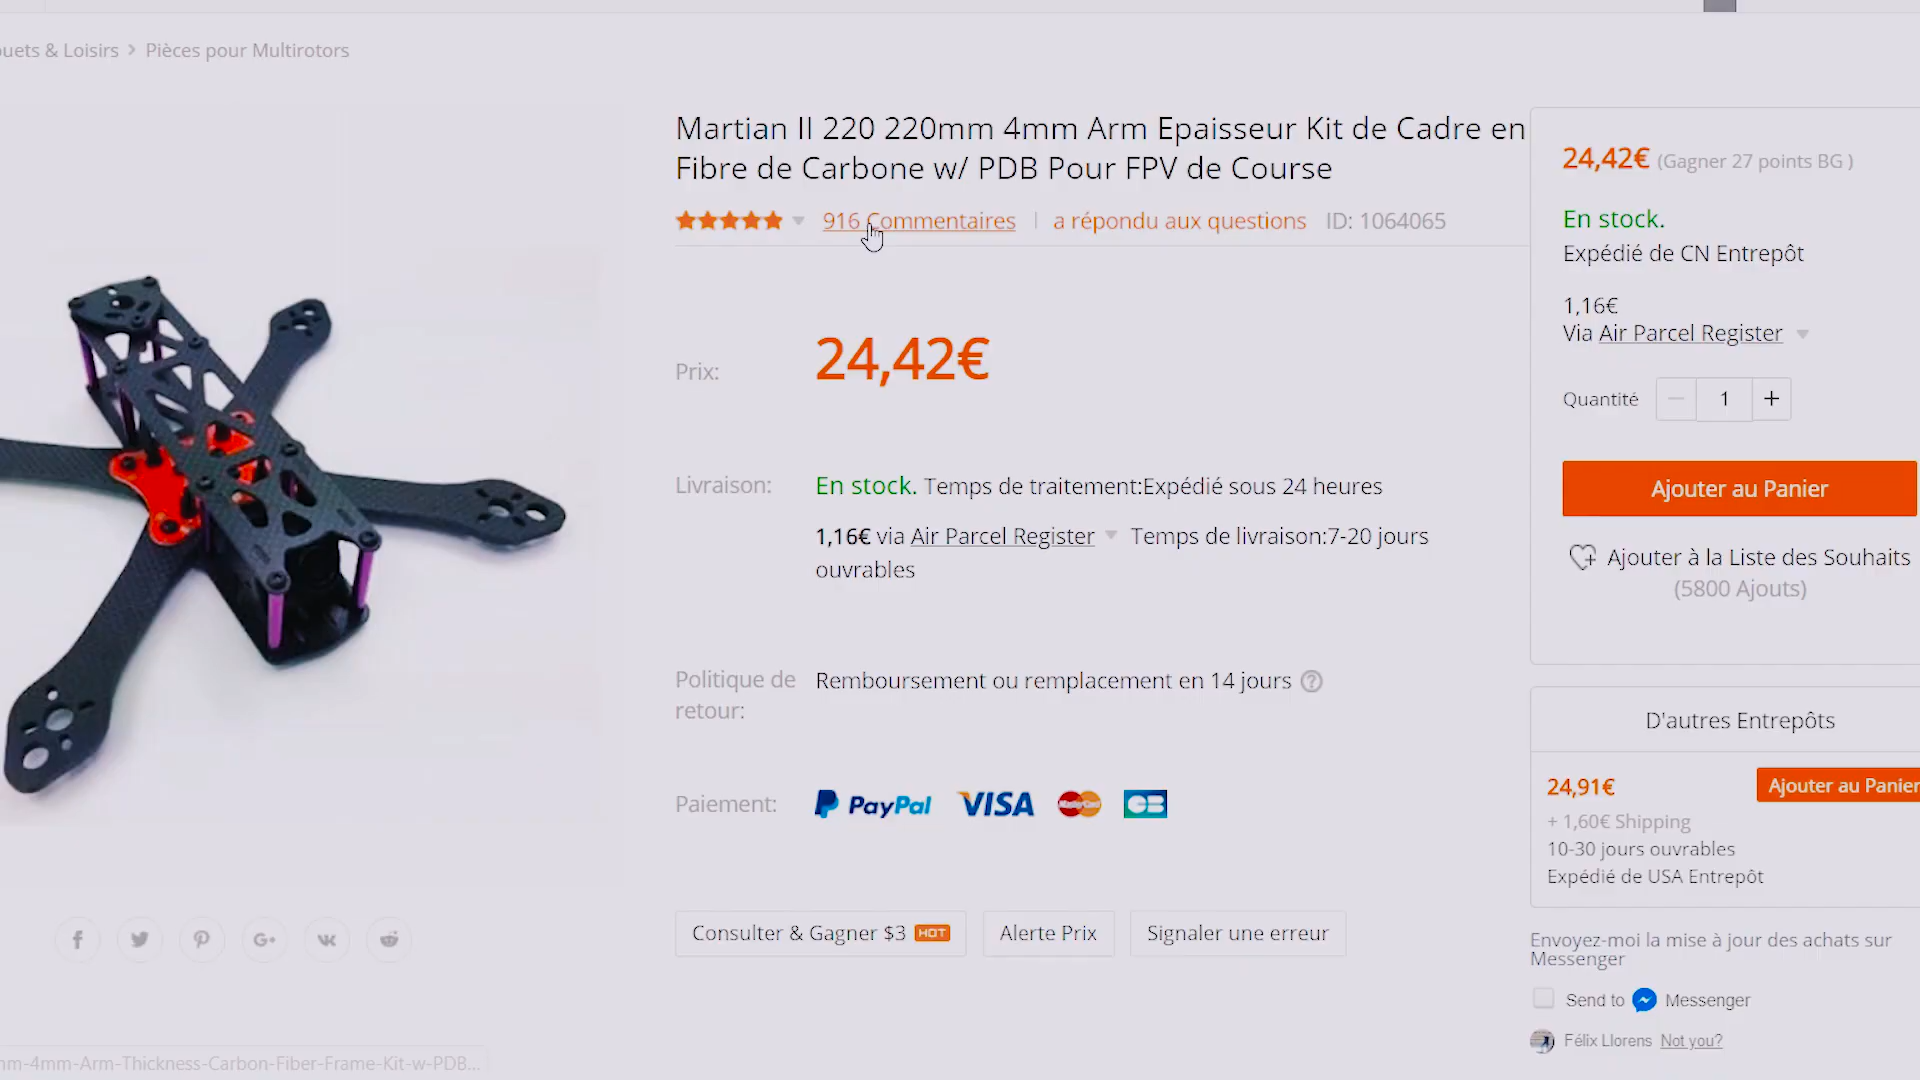 ouets & Loisirs > Pièces pour Multirotors
Martian II 220 220mm 4mm Arm Epaisseur Kit de Cadre en
Fibre de Carbone w/ PDB Pour FPV de Course
916 Commentaires | a répondu aux questions ID: 1064065
Prix: 24,42€
Livraison: En stock. Temps de traitement:Expédié sous 24 heures
1,16€ via Air Parcel Register Temps de livraison:7-20 jours
ouvrables
Politique de retour: Remboursement ou remplacement en 14 jours ?
Paiement: PayPal VISA MasterCard CB
Consulter & Gagner $3 HOT Alerte Prix Signaler une erreur
24,42€ (Gagner 27 points BG )
En stock.
Expédié de CN Entrepôt
1,16€
Via Air Parcel Register
Quantité - 1 +
Ajouter au Panier
Ajouter à la Liste des Souhaits
(5800 Ajouts)
D'autres Entrepôts
24,91€ Ajouter au Panier
+ 1,60€ Shipping
10-30 jours ouvrables
Expédié de USA Entrepôt
Envoyez-moi la mise à jour des achats sur
Messenger
Send to Messenger
Félix Llorens Not you?
mm-4mm-Arm-Thickness-Carbon-Fiber-Frame-Kit-w-PDB...